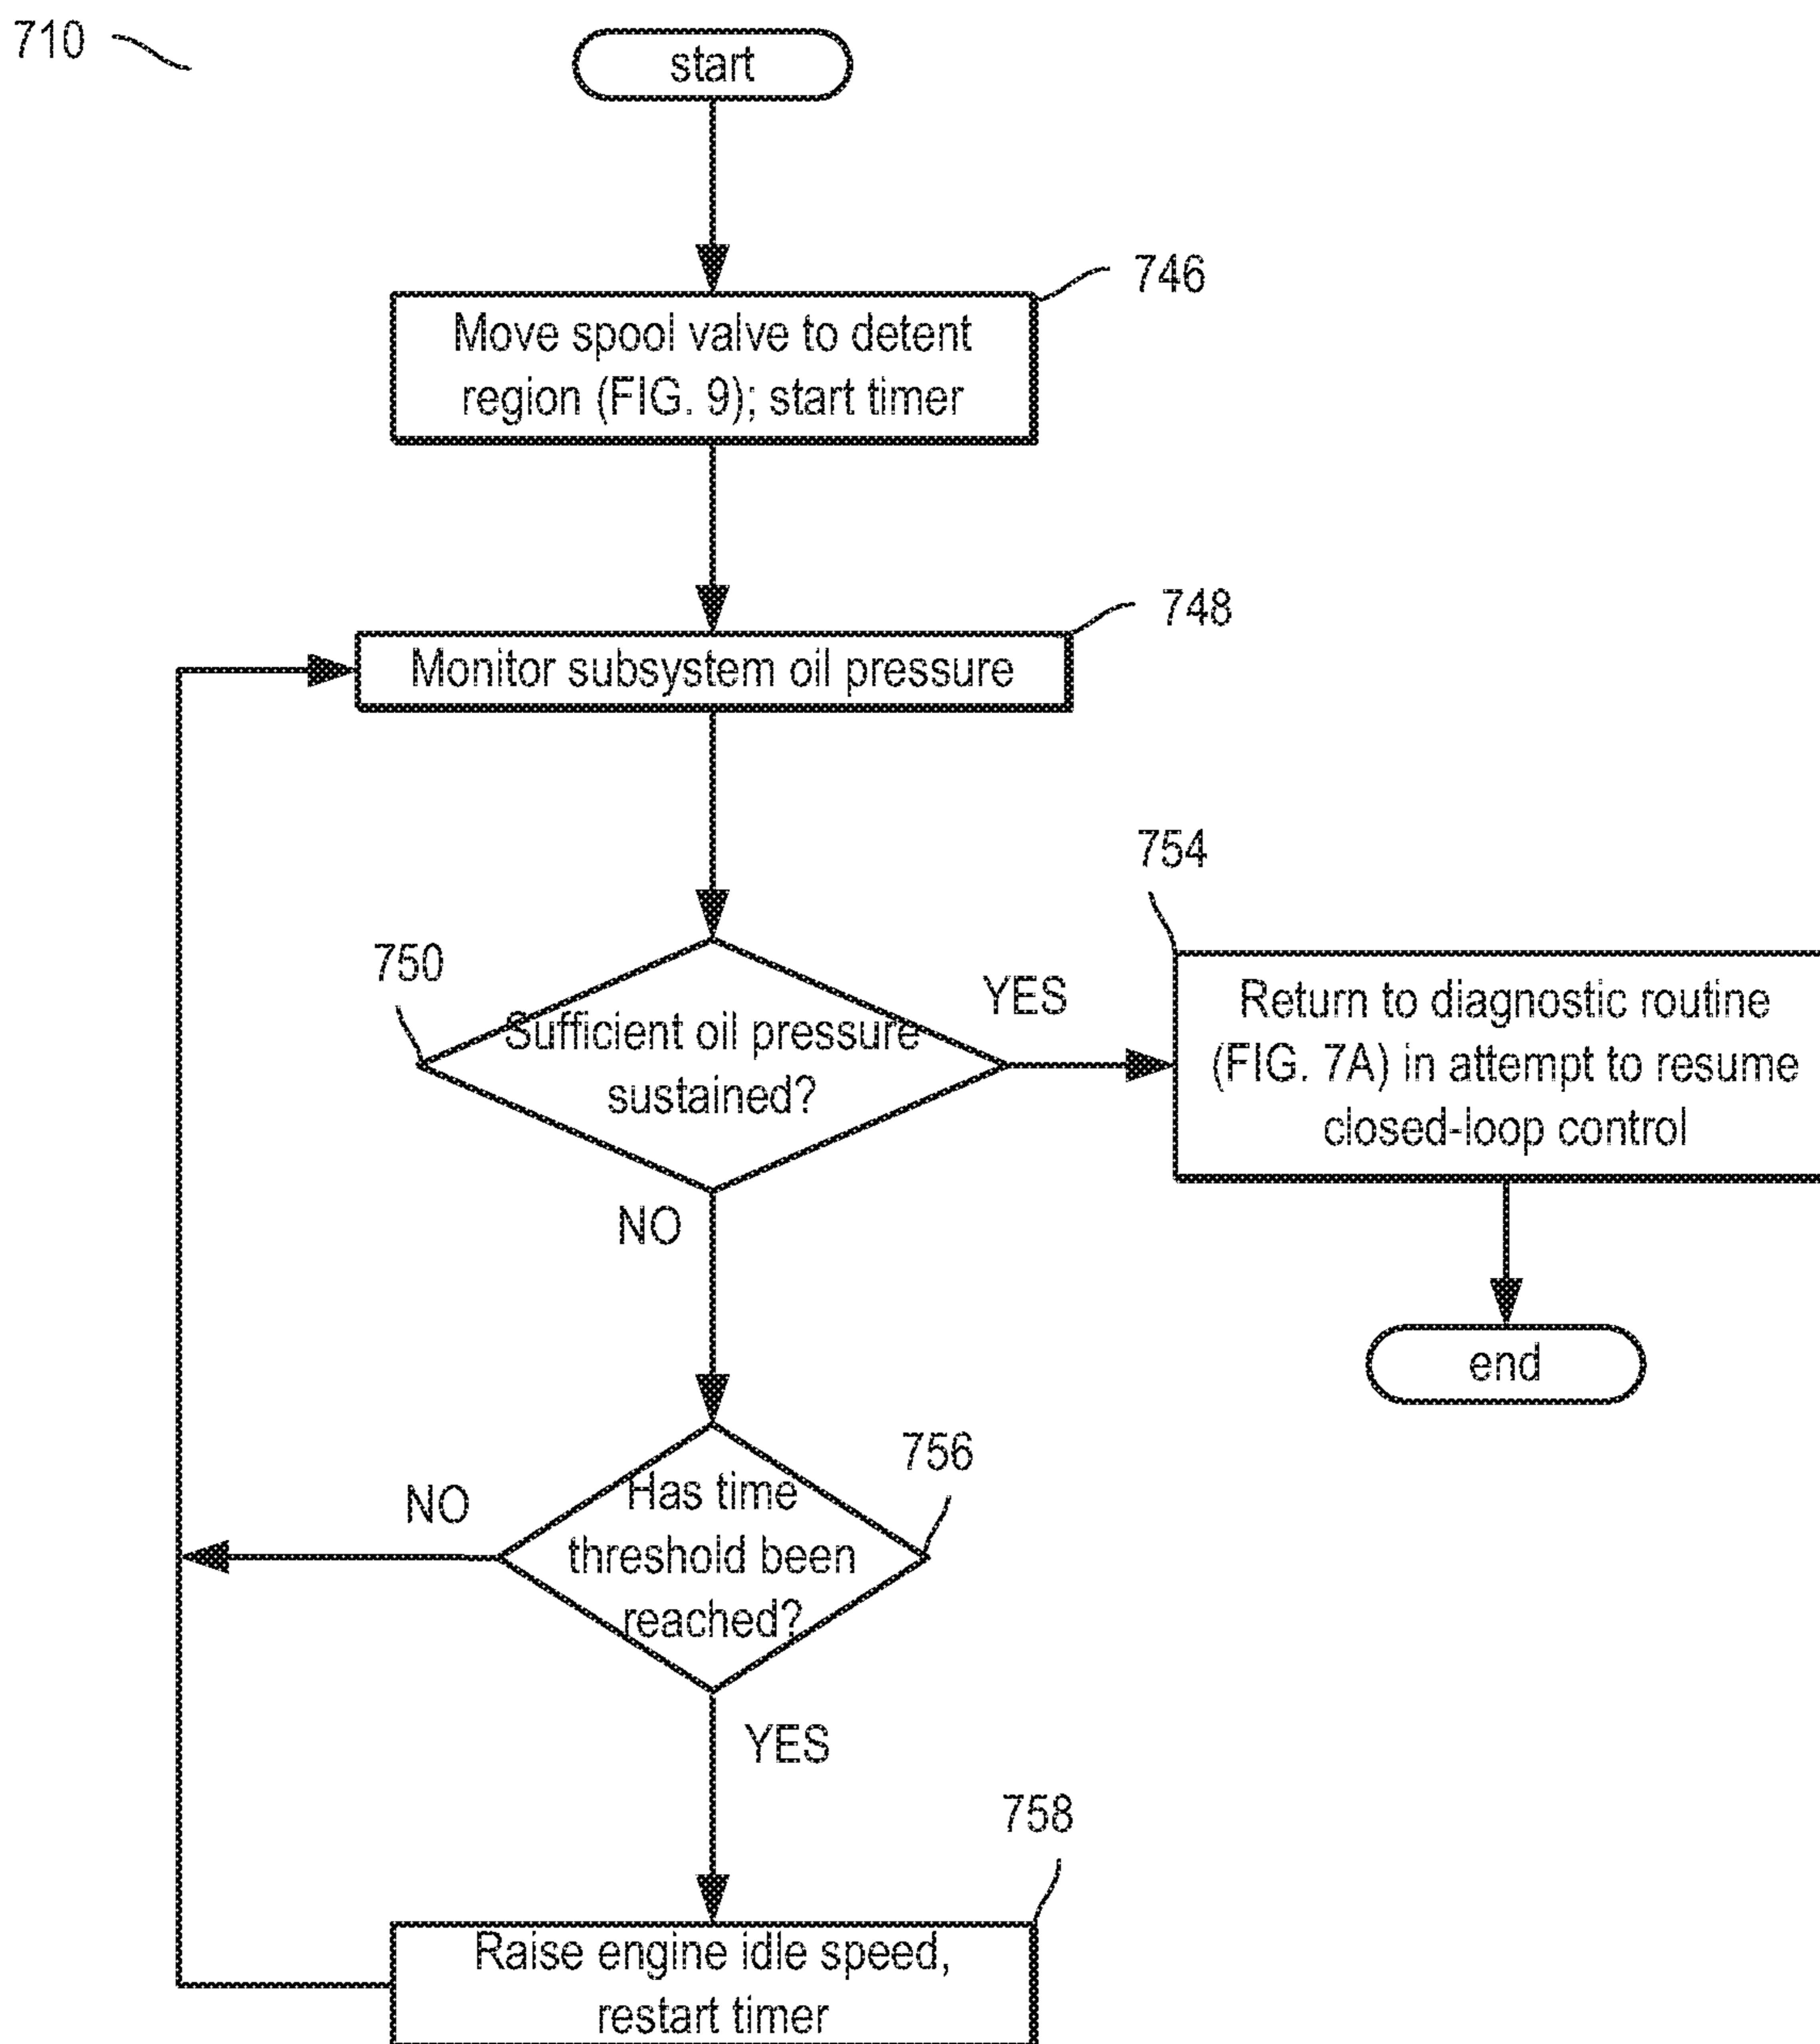 710
start
746
Move spool valve to detent
region (FIG. 9); start timer
748
Monitor subsystem oil pressure
754
750
YES
Sufficient oil pressure
sustained?
Return to diagnostic routine
(FIG. 7A) in attempt to resume
closed-loop control
NO
end
756
NO
Has time
threshold been
reached?
YES
758
Raise engine idle speed,
restart timer